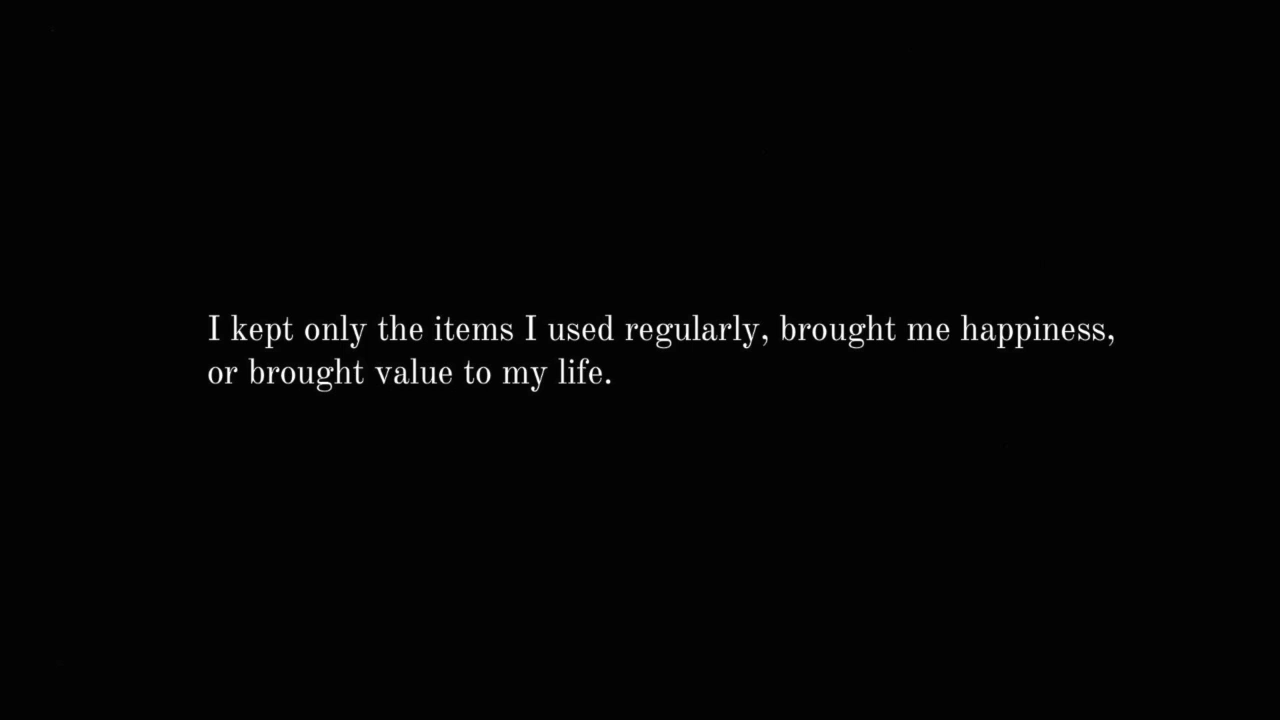 I kept only the items I used regularly, brought me happiness,
or brought value to my life.